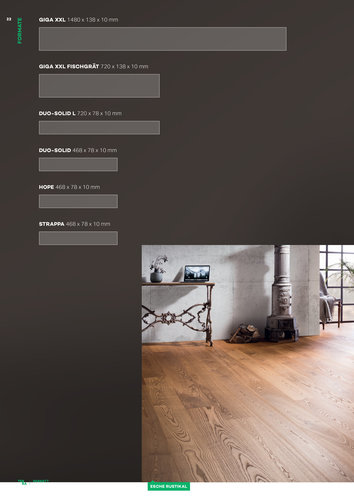 22
FORMATE
GIGA XXL 1480 x 138 x 10 mm
GIGA XXL FISCHGRÄT 720 x 138 x 10 mm
DUO-SOLID L 720 x 78 x 10 mm
DUO-SOLID 468 x 78 x 10 mm
HOPE 468 x 78 x 10 mm
STRAPPA 468 x 78 x 10 mm
ESCHE RUSTIKAL